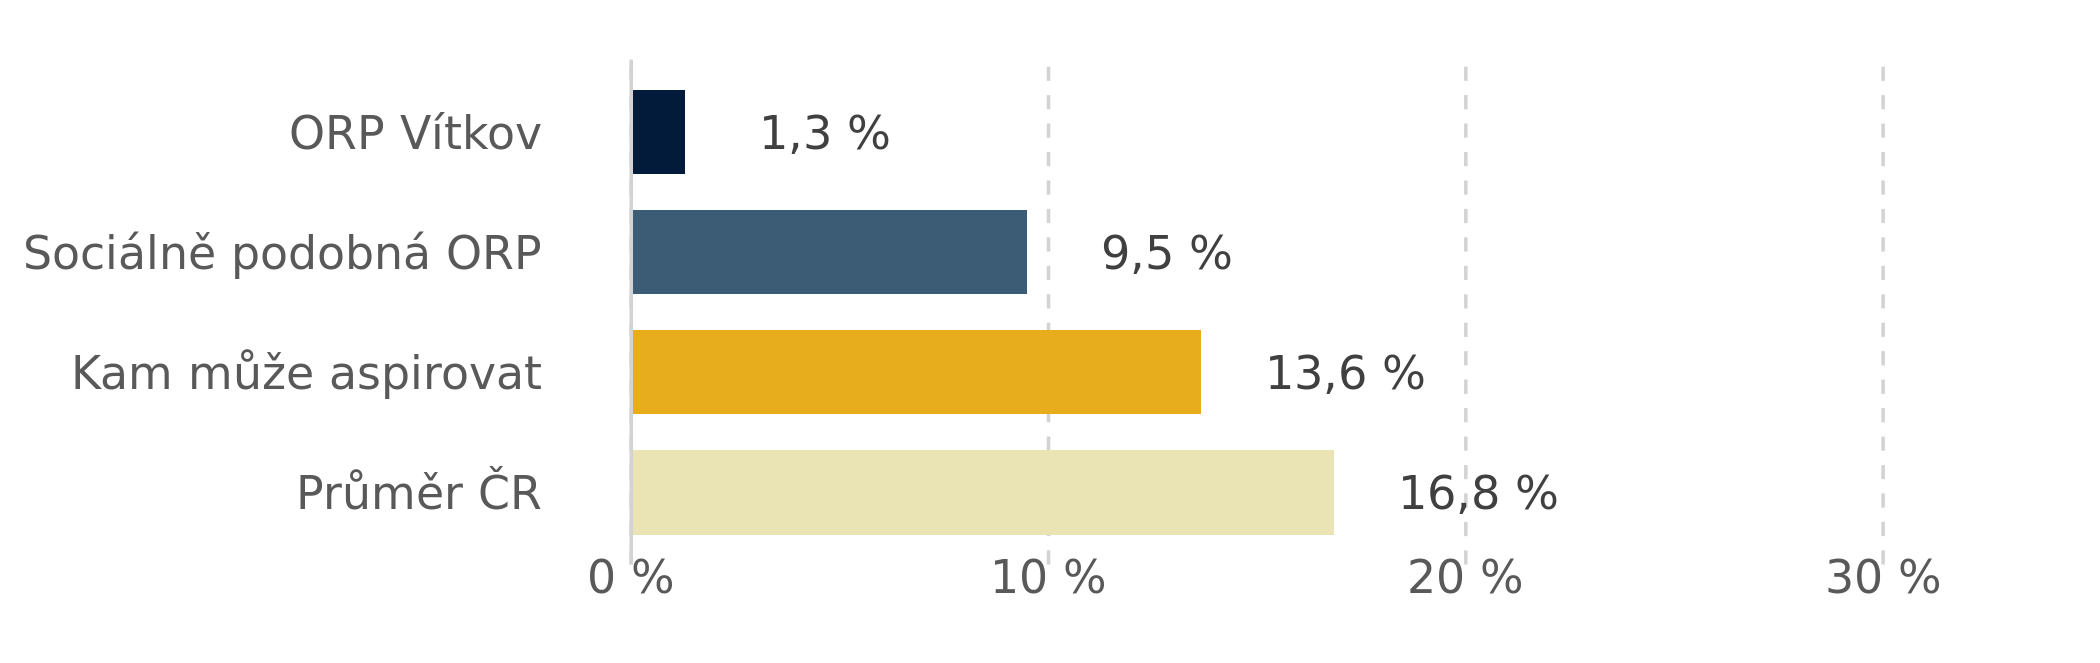 ORP Vítkov 1,3 %
Sociálně podobná ORP 9,5 %
Kam může aspirovat 13,6 %
Průměr ČR 16,8 %
0 % 10 % 20 % 30 %